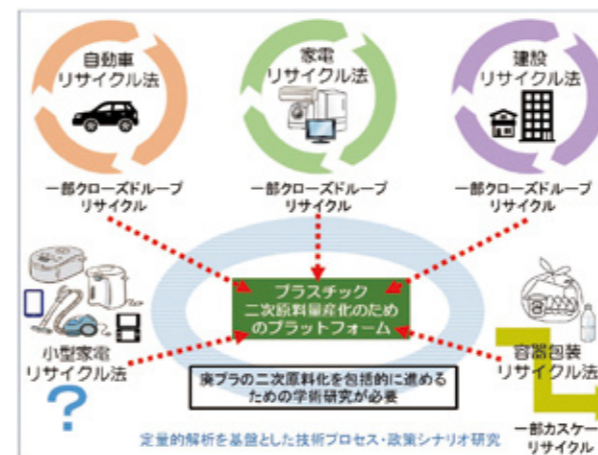 自動車
リサイクル法
家電
リサイクル法
建設
リサイクル法
一部クローズドループ
リサイクル
一部クローズドループ
リサイクル
一部クローズドループ
リサイクル
プラスチック
二次原料量産化のため
のプラットフォーム
小型家電
リサイクル法
?
容器包装
リサイクル法
廃プラの二次原料化を包括的に進める
ための学術研究が必要
一部カスケー
リサイクル
定量的解析を基盤とした技術プロセス・政策シナリオ研究